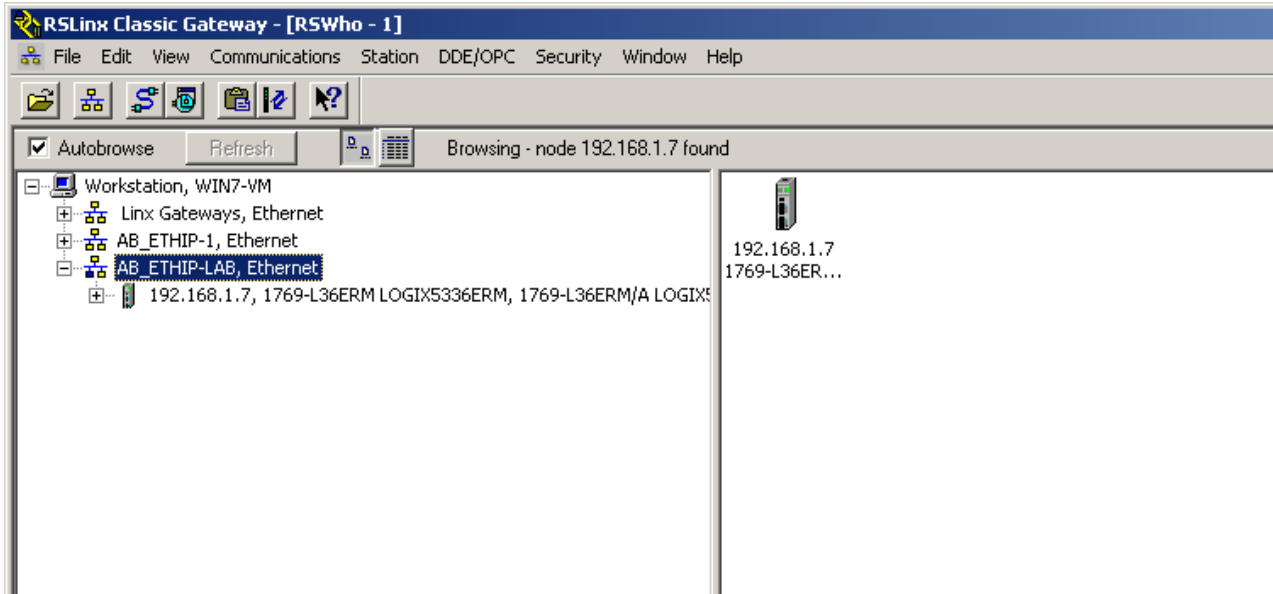 RSLinx Classic Gateway - [RSWho - 1]
File Edit View Communications Station DDE/OPC Security Window Help
Autobrowse Refresh Browsing - node 192.168.1.7 found
Workstation, WIN7-VM
Linx Gateways, Ethernet
AB_ETHIP-1, Ethernet
AB_ETHIP-LAB, Ethernet
192.168.1.7, 1769-L36ERM LOGIX5336ERM, 1769-L36ERM/A LOGIX5
192.168.1.7
1769-L36ER...